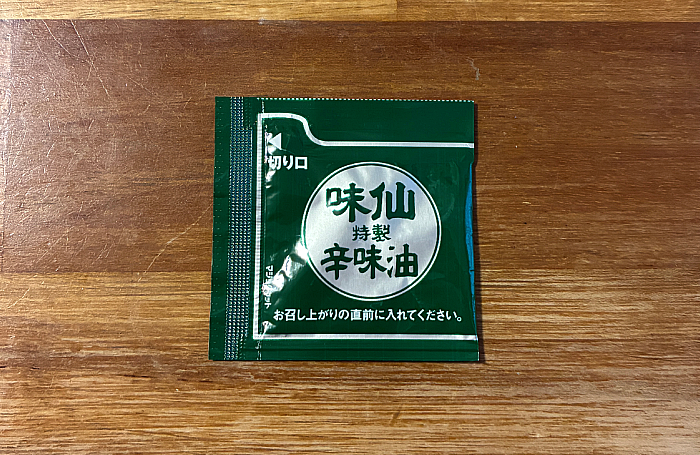 切り口
味仙
特製
辛味油
お召し上がりの直前に入れてください。